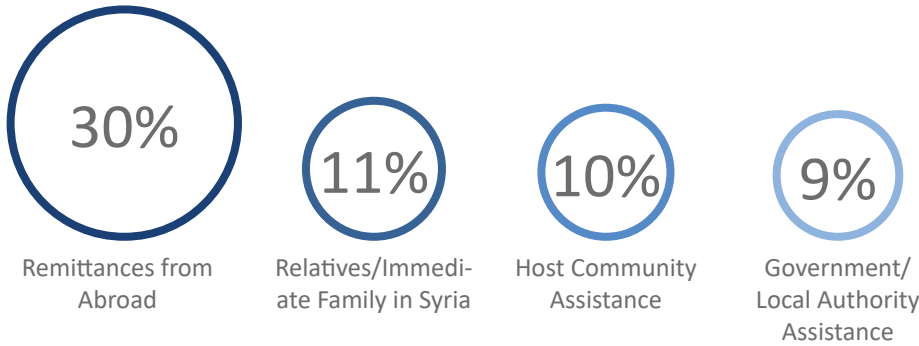 30%
11%
10%
9%
Remittances from
Abroad
Relatives/Immedi-
ate Family in Syria
Host Community
Assistance
Government/
Local Authority
Assistance